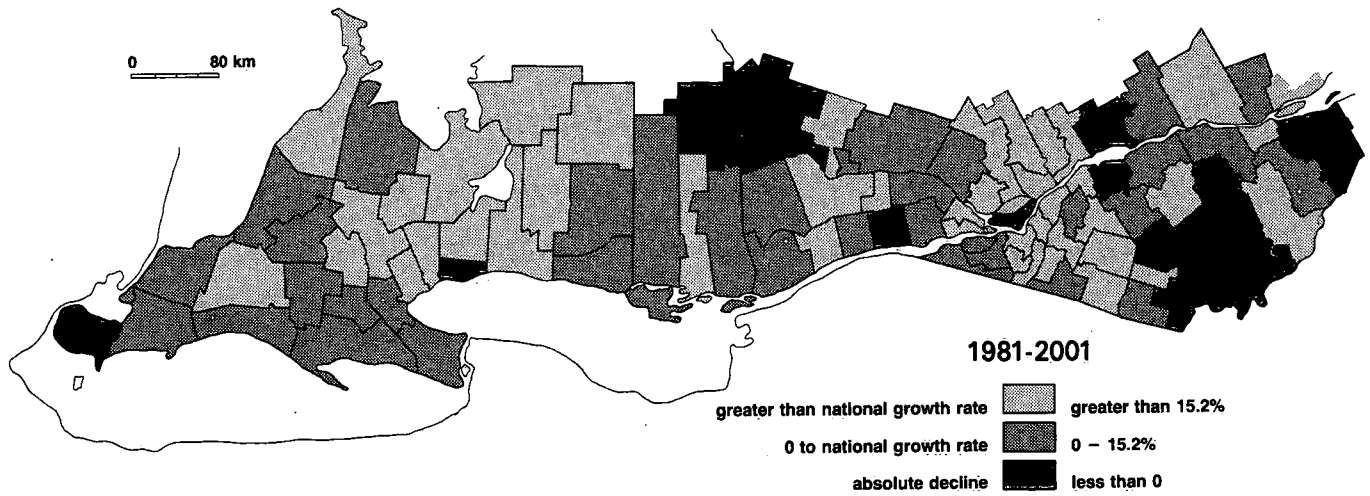 0 80 km
1981-2001
greater than national growth rate greater than 15.2%
0 to national growth rate 0 – 15.2%
absolute decline less than 0